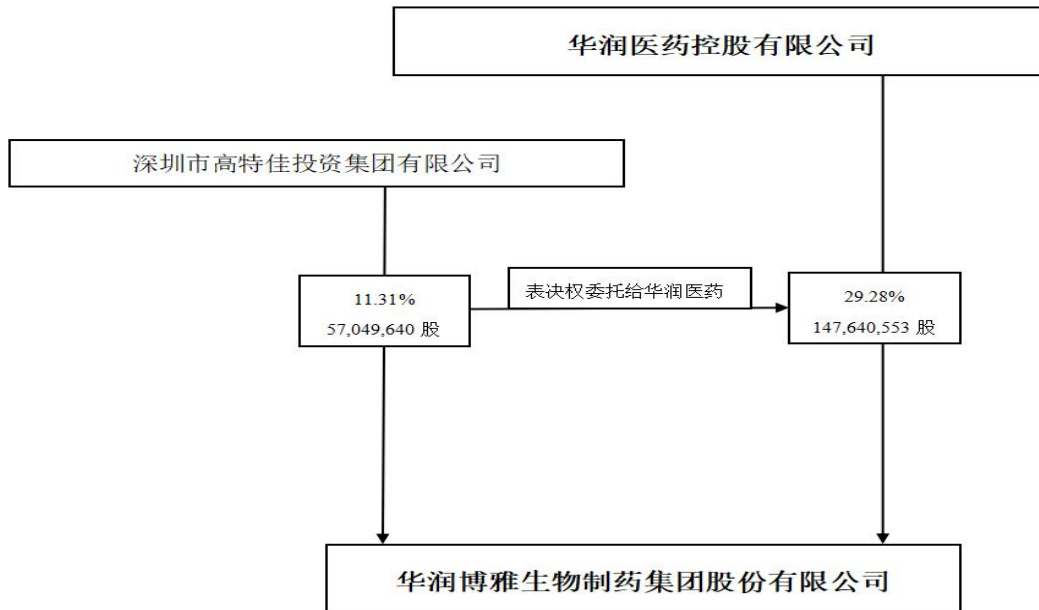 华润医药控股有限公司
深圳市高特佳投资集团有限公司
11.31%
57,049,640 股
表决权委托给华润医药
29.28%
147,640,553 股
华润博雅生物制药集团股份有限公司